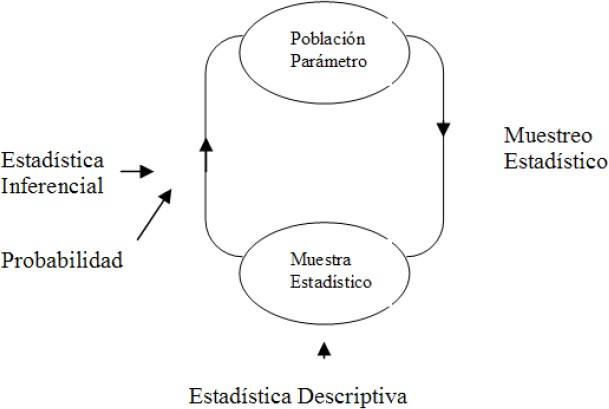 Población
Parámetro
Muestreo
Estadístico
Estadística
Inferencial
Probabilidad
Muestra
Estadístico
Estadística Descriptiva